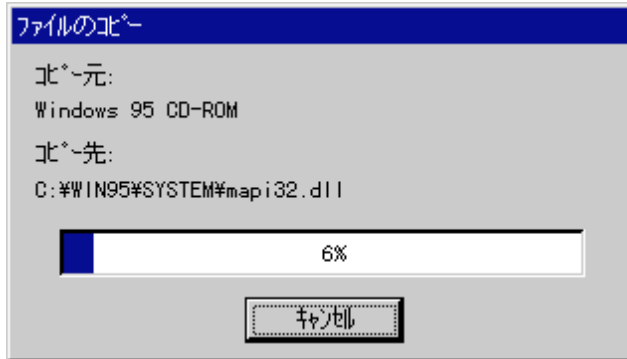 ﾌｧｲﾙのｺﾋﾟｰ
ｺﾋﾟｰ元:
Windows 95 CD-ROM
ｺﾋﾟｰ先:
C:¥WIN95¥SYSTEM¥mapi32.dll
6%
ｷｬﾝｾﾙ